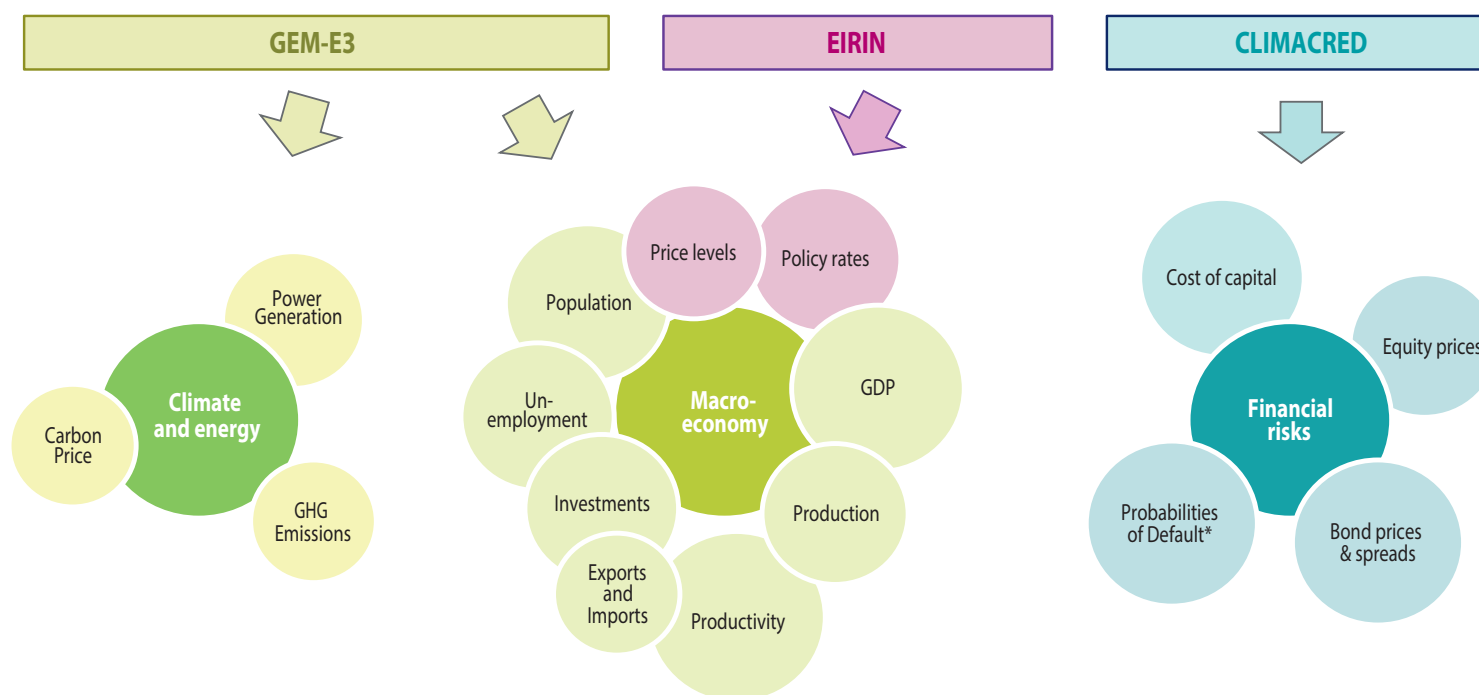 GEM-E3
EIRIN
CLIMACRED
Power
Generation
Climate
and energy
Carbon
Price
GHG
Emissions
Price levels
Policy rates
Population
GDP
Un-
employment
Macro-
economy
Investments
Production
Exports
and
Imports
Productivity
Cost of capital
Equity prices
Financial
risks
Probabilities
of Default*
Bond prices
& spreads